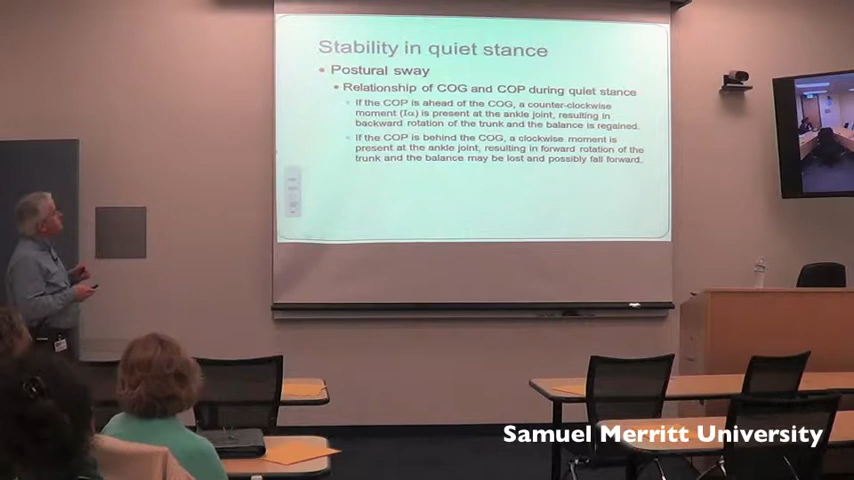 Stability in quiet stance
Postural sway
Relationship of COG and COP during quiet stance
If the COP is ahead of the COG, a counter-clockwise
moment (Iα) is present at the ankle joint, resulting in
backward rotation of the trunk and the balance is regained.
If the COP is behind the COG, a clockwise moment is
present at the ankle joint, resulting in forward rotation of the
trunk and the balance may be lost and possibly fall forward.
Samuel Merritt University